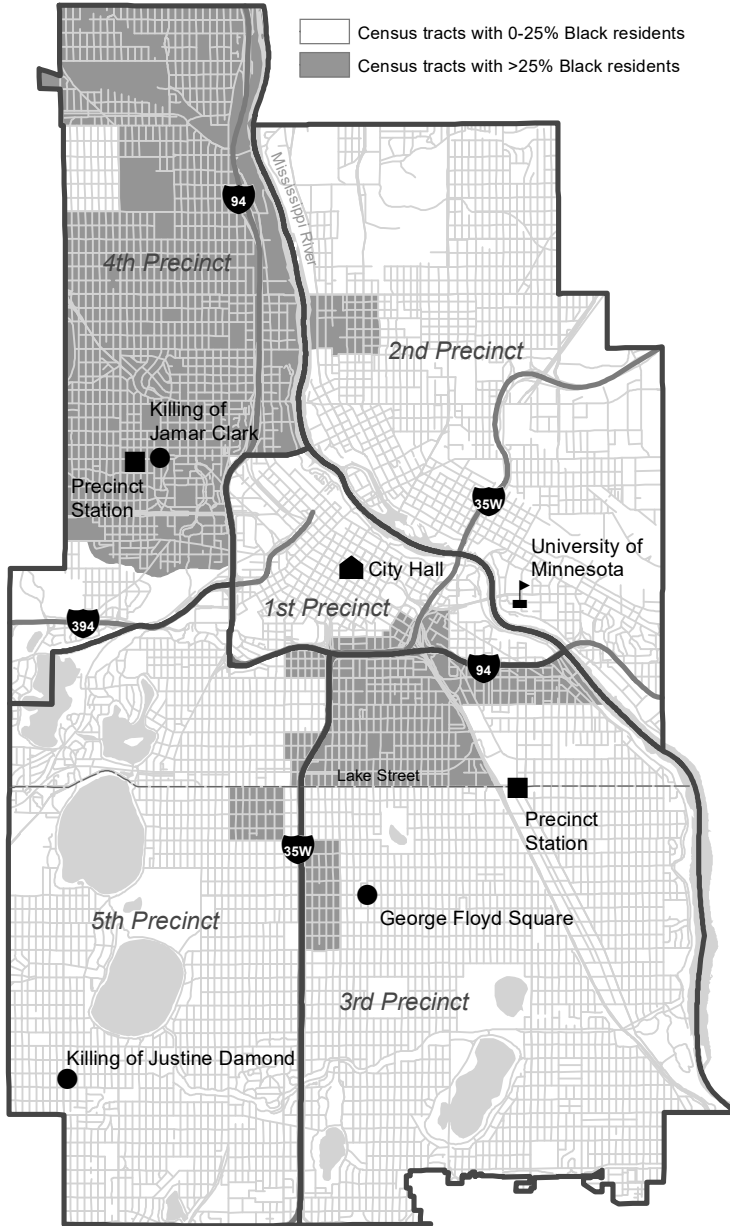 Census tracts with 0-25% Black residents
Census tracts with >25% Black residents
Mississippi River
94
4th Precinct
2nd Precinct
Killing of
Jamar Clark
Precinct
Station
35W
University of
Minnesota
City Hall
1st Precinct
394
94
Lake Street
Precinct
Station
35W
5th Precinct
George Floyd Square
3rd Precinct
Killing of Justine Damond